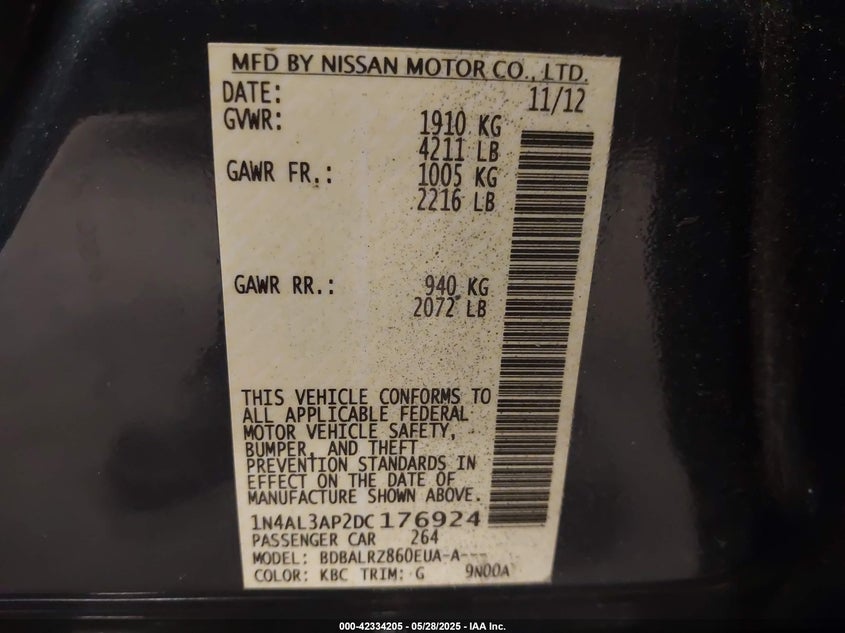 MFD BY NISSAN MOTOR CO., LTD.
DATE: 11/12
GVWR: 1910 KG
4211 LB
GAWR FR.: 1005 KG
2216 LB
GAWR RR.: 940 KG
2072 LB
THIS VEHICLE CONFORMS TO
ALL APPLICABLE FEDERAL
MOTOR VEHICLE SAFETY,
BUMPER, AND THEFT
PREVENTION STANDARDS IN
EFFECT ON THE DATE OF
MANUFACTURE SHOWN ABOVE.
1N4AL3AP2DC176924
PASSENGER CAR 264
MODEL: BDBALRZ860EUA-A---
COLOR: KBC TRIM: G 9N00A
000-42334205 - 05/28/2025 - IAA Inc.